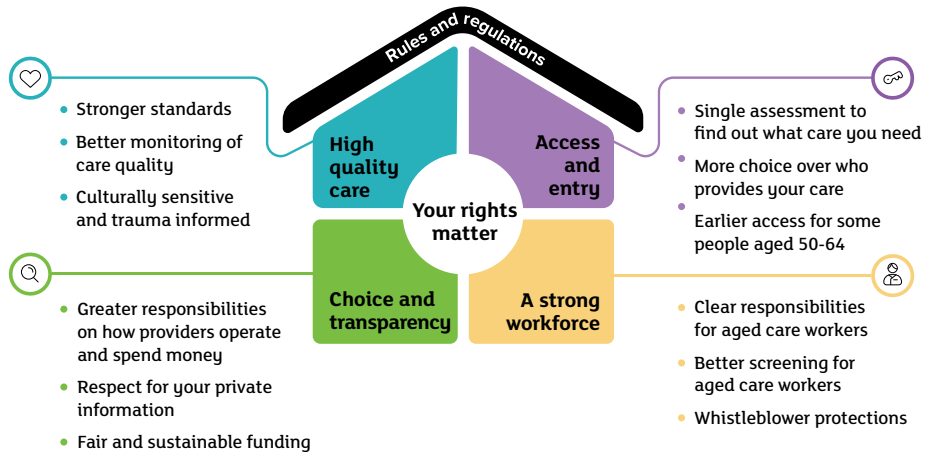 Rules and regulations
Stronger standards
Better monitoring of
care quality
Culturally sensitive
and trauma informed
High
quality
care
Access
and
entry
Single assessment to
find out what care you need
More choice over who
provides your care
Earlier access for some
people aged 50-64
Your rights
matter
Greater responsibilities
on how providers operate
and spend money
Respect for your private
information
Fair and sustainable funding
Choice and
transparency
A strong
workforce
Clear responsibilities
for aged care workers
Better screening for
aged care workers
Whistleblower protections